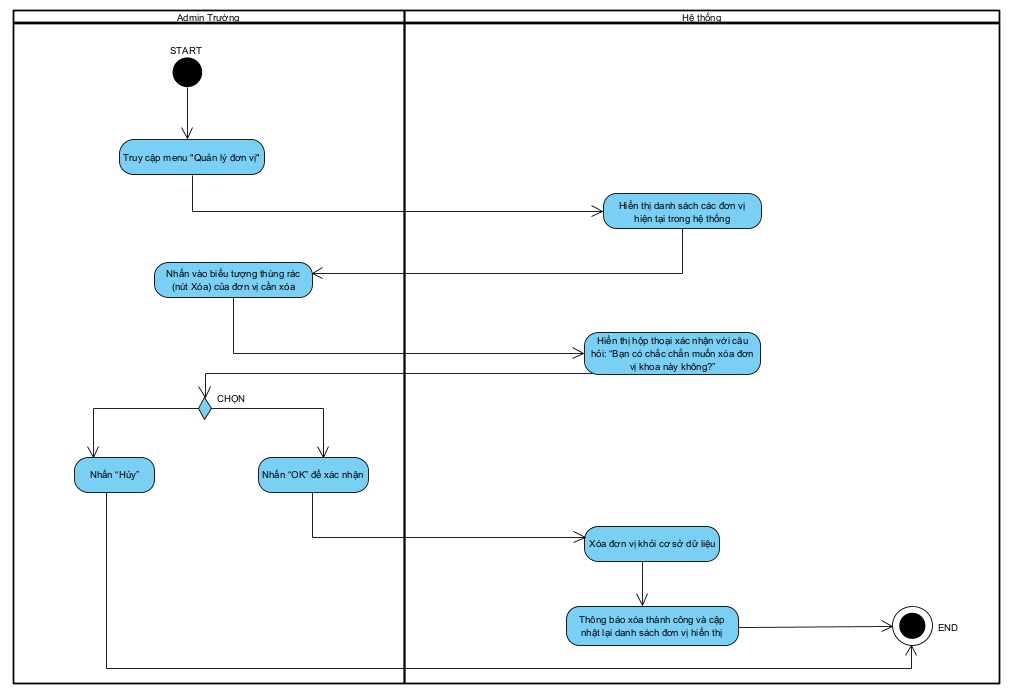 Admin Trường
Hệ thống
START
Truy cập menu "Quản lý đơn vị"
Hiển thị danh sách các đơn vị
hiện tại trong hệ thống
Nhấn vào biểu tượng thùng rác
(nút Xóa) của đơn vị cần xóa
Hiển thị hộp thoại xác nhận với câu
hỏi: “Bạn có chắc chắn muốn xóa đơn
vị khoa này không?”
CHỌN
Nhấn “Hủy”
Nhấn “OK” để xác nhận
Xóa đơn vị khỏi cơ sở dữ liệu
Thông báo xóa thành công và cập
nhật lại danh sách đơn vị hiển thị
END